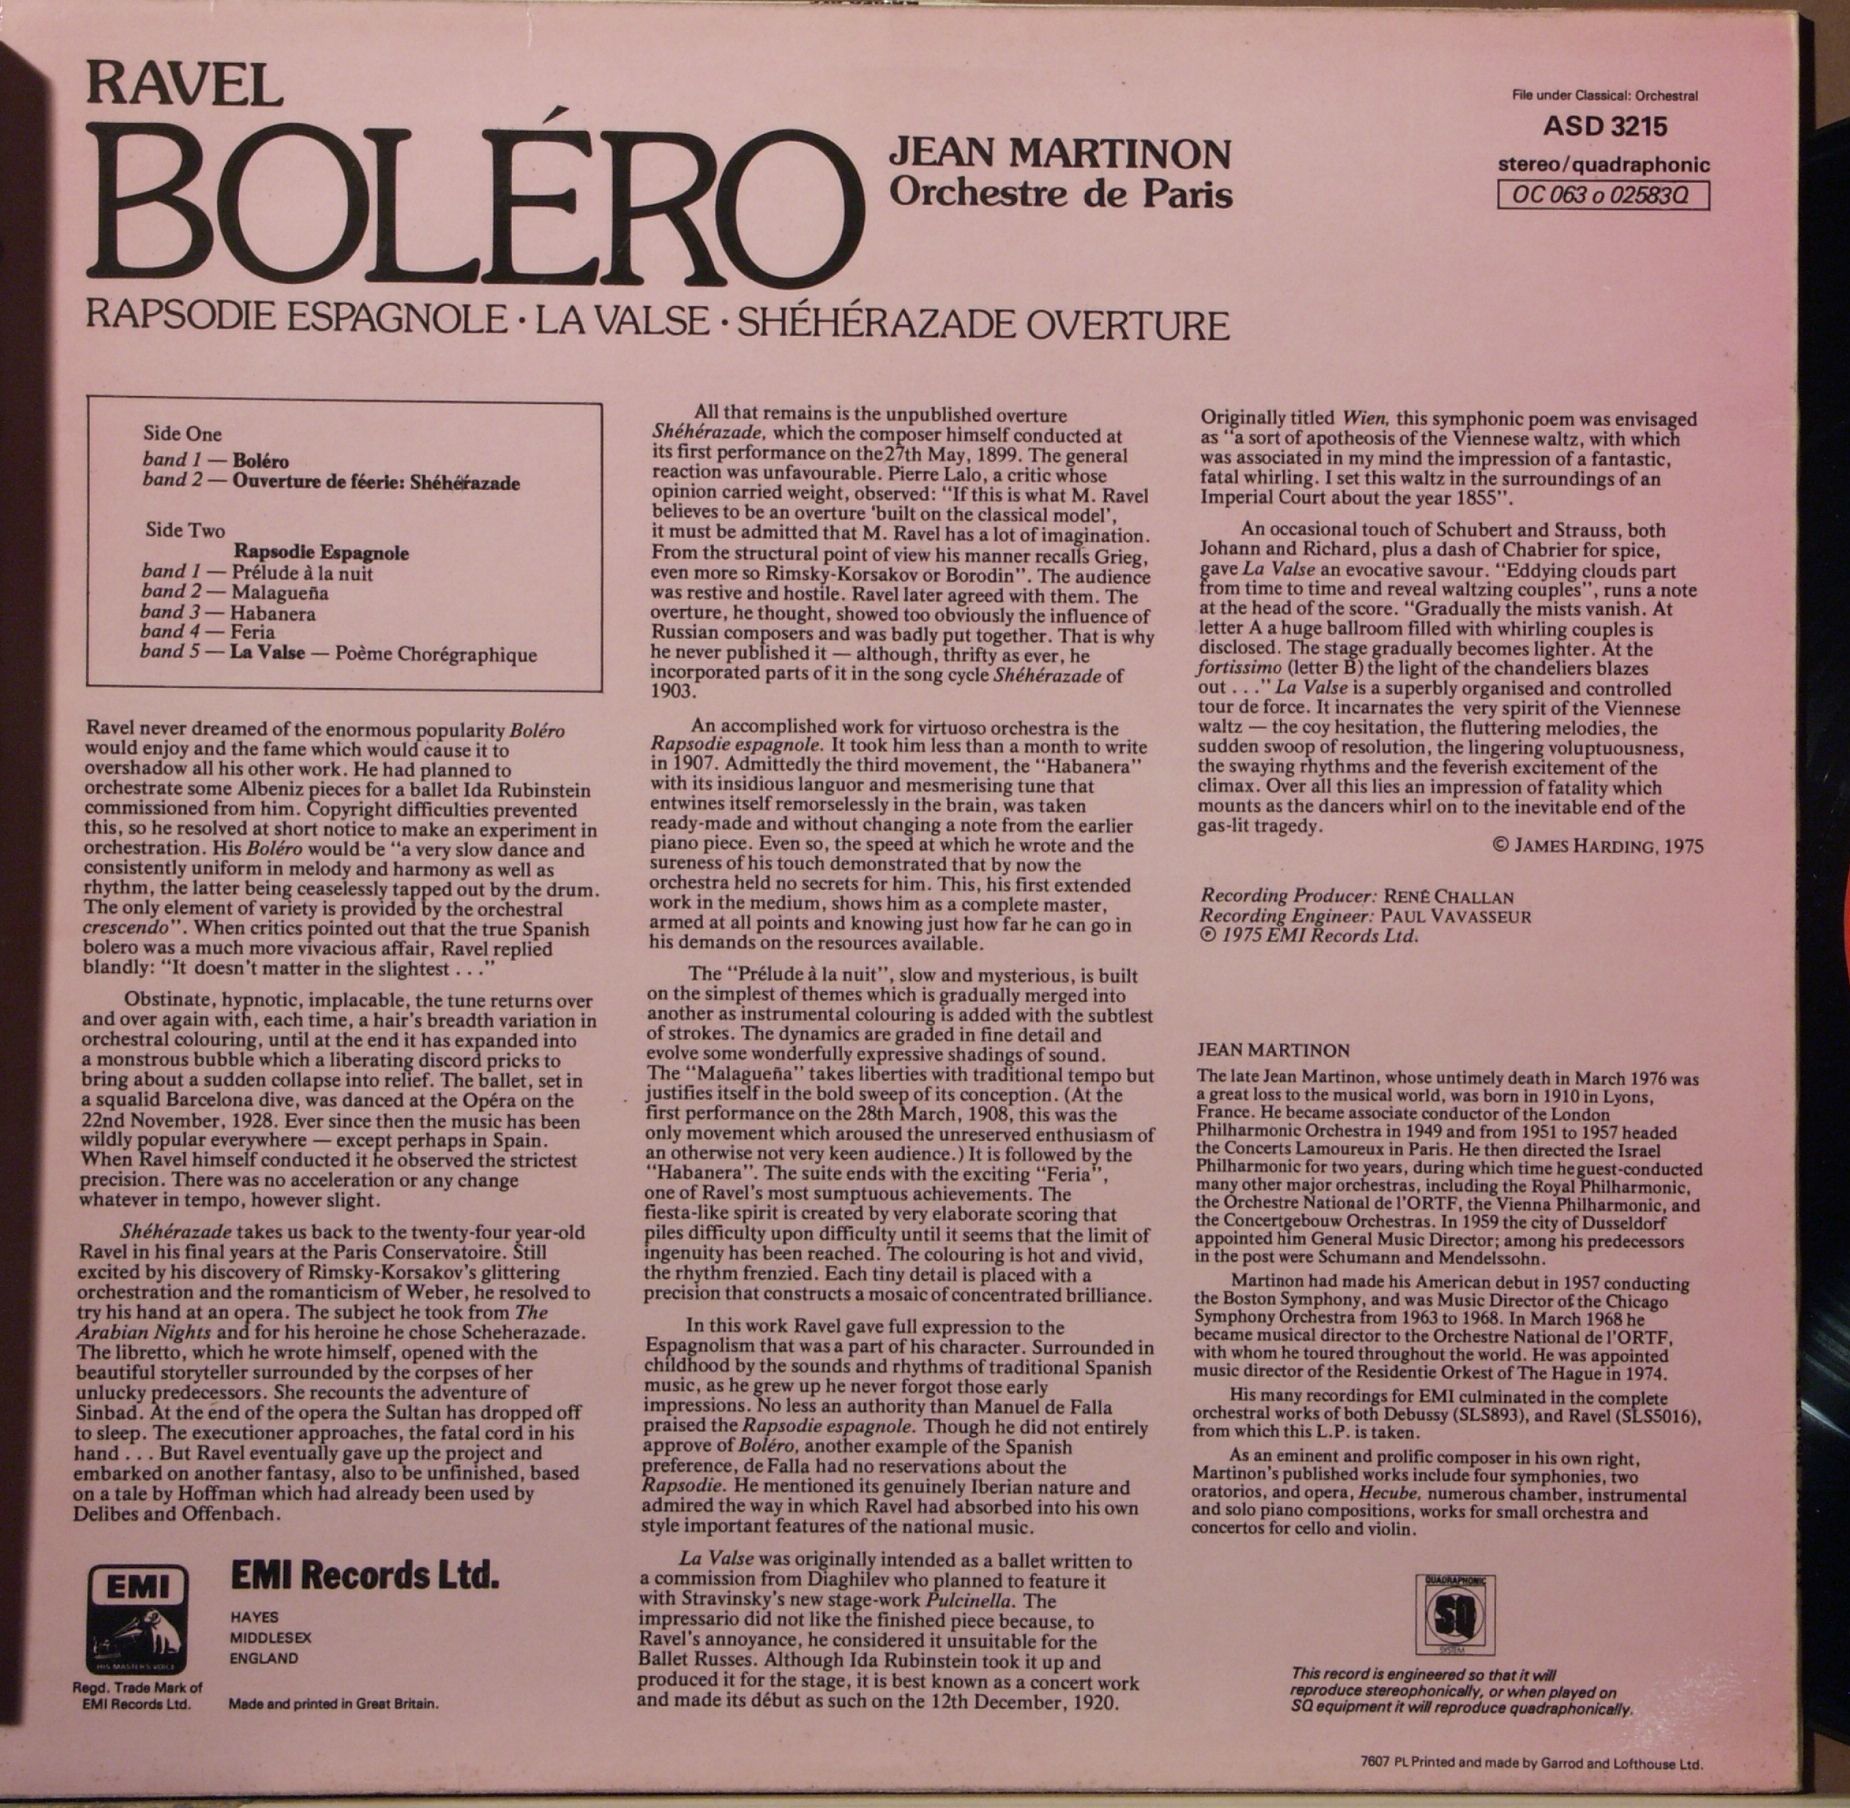 RAVEL
BOLÉRO
JEAN MARTINON
Orchestre de Paris
RAPSODIE ESPAGNOLE · LA VALSE · SHÉHÉRAZADE OVERTURE
File under Classical: Orchestral
ASD 3215
stereo/quadraphonic
OC 063 o 02583Q
Side One
band 1 — Boléro
band 2 — Ouverture de féerie: Shéhérazade
Side Two
Rapsodie Espagnole
band 1 — Prélude à la nuit
band 2 — Malagueña
band 3 — Habanera
band 4 — Feria
band 5 — La Valse — Poème Chorégraphique
Ravel never dreamed of the enormous popularity Boléro
would enjoy and the fame which would cause it to
overshadow all his other work. He had planned to
orchestrate some Albeniz pieces for a ballet Ida Rubinstein
commissioned from him. Copyright difficulties prevented
this, so he resolved at short notice to make an experiment in
orchestration. His Boléro would be "a very slow dance and
consistently uniform in melody and harmony as well as
rhythm, the latter being ceaselessly tapped out by the drum.
The only element of variety is provided by the orchestral
crescendo". When critics pointed out that the true Spanish
bolero was a much more vivacious affair, Ravel replied
blandly: "It doesn't matter in the slightest . . ."
Obstinate, hypnotic, implacable, the tune returns over
and over again with, each time, a hair's breadth variation in
orchestral colouring, until at the end it has expanded into
a monstrous bubble which a liberating discord pricks to
bring about a sudden collapse into relief. The ballet, set in
a squalid Barcelona dive, was danced at the Opéra on the
22nd November, 1928. Ever since then the music has been
wildly popular everywhere — except perhaps in Spain.
When Ravel himself conducted it he observed the strictest
precision. There was no acceleration or any change
whatever in tempo, however slight.
Shéhérazade takes us back to the twenty-four year-old
Ravel in his final years at the Paris Conservatoire. Still
excited by his discovery of Rimsky-Korsakov's glittering
orchestration and the romanticism of Weber, he resolved to
try his hand at an opera. The subject he took from The
Arabian Nights and for his heroine he chose Scheherazade.
The libretto, which he wrote himself, opened with the
beautiful storyteller surrounded by the corpses of her
unlucky predecessors. She recounts the adventure of
Sinbad. At the end of the opera the Sultan has dropped off
to sleep. The executioner approaches, the fatal cord in his
hand . . . But Ravel eventually gave up the project and
embarked on another fantasy, also to be unfinished, based
on a tale by Hoffman which had already been used by
Delibes and Offenbach.
EMI
HIS MASTER'S VOICE
Regd. Trade Mark of
EMI Records Ltd.
EMI Records Ltd.
HAYES
MIDDLESEX
ENGLAND
Made and printed in Great Britain.
All that remains is the unpublished overture
Shéhérazade, which the composer himself conducted at
its first performance on the27th May, 1899. The general
reaction was unfavourable. Pierre Lalo, a critic whose
opinion carried weight, observed: "If this is what M. Ravel
believes to be an overture 'built on the classical model',
it must be admitted that M. Ravel has a lot of imagination.
From the structural point of view his manner recalls Grieg,
even more so Rimsky-Korsakov or Borodin". The audience
was restive and hostile. Ravel later agreed with them. The
overture, he thought, showed too obviously the influence of
Russian composers and was badly put together. That is why
he never published it — although, thrifty as ever, he
incorporated parts of it in the song cycle Shéhérazade of
1903.
An accomplished work for virtuoso orchestra is the
Rapsodie espagnole. It took him less than a month to write
in 1907. Admittedly the third movement, the "Habanera"
with its insidious languor and mesmerising tune that
entwines itself remorselessly in the brain, was taken
ready-made and without changing a note from the earlier
piano piece. Even so, the speed at which he wrote and the
sureness of his touch demonstrated that by now the
orchestra held no secrets for him. This, his first extended
work in the medium, shows him as a complete master,
armed at all points and knowing just how far he can go in
his demands on the resources available.
The "Prélude à la nuit", slow and mysterious, is built
on the simplest of themes which is gradually merged into
another as instrumental colouring is added with the subtlest
of strokes. The dynamics are graded in fine detail and
evolve some wonderfully expressive shadings of sound.
The "Malagueña" takes liberties with traditional tempo but
justifies itself in the bold sweep of its conception. (At the
first performance on the 28th March, 1908, this was the
only movement which aroused the unreserved enthusiasm of
an otherwise not very keen audience.) It is followed by the
"Habanera". The suite ends with the exciting "Feria",
one of Ravel's most sumptuous achievements. The
fiesta-like spirit is created by very elaborate scoring that
piles difficulty upon difficulty until it seems that the limit of
ingenuity has been reached. The colouring is hot and vivid,
the rhythm frenzied. Each tiny detail is placed with a
precision that constructs a mosaic of concentrated brilliance.
In this work Ravel gave full expression to the
Espagnolism that was a part of his character. Surrounded in
childhood by the sounds and rhythms of traditional Spanish
music, as he grew up he never forgot those early
impressions. No less an authority than Manuel de Falla
praised the Rapsodie espagnole. Though he did not entirely
approve of Boléro, another example of the Spanish
preference, de Falla had no reservations about the
Rapsodie. He mentioned its genuinely Iberian nature and
admired the way in which Ravel had absorbed into his own
style important features of the national music.
La Valse was originally intended as a ballet written to
a commission from Diaghilev who planned to feature it
with Stravinsky's new stage-work Pulcinella. The
impressario did not like the finished piece because, to
Ravel's annoyance, he considered it unsuitable for the
Ballet Russes. Although Ida Rubinstein took it up and
produced it for the stage, it is best known as a concert work
and made its début as such on the 12th December, 1920.
Originally titled Wien, this symphonic poem was envisaged
as "a sort of apotheosis of the Viennese waltz, with which
was associated in my mind the impression of a fantastic,
fatal whirling. I set this waltz in the surroundings of an
Imperial Court about the year 1855".
An occasional touch of Schubert and Strauss, both
Johann and Richard, plus a dash of Chabrier for spice,
gave La Valse an evocative savour. "Eddying clouds part
from time to time and reveal waltzing couples", runs a note
at the head of the score. "Gradually the mists vanish. At
letter A a huge ballroom filled with whirling couples is
disclosed. The stage gradually becomes lighter. At the
fortissimo (letter B) the light of the chandeliers blazes
out . . ." La Valse is a superbly organised and controlled
tour de force. It incarnates the very spirit of the Viennese
waltz — the coy hesitation, the fluttering melodies, the
sudden swoop of resolution, the lingering voluptuousness,
the swaying rhythms and the feverish excitement of the
climax. Over all this lies an impression of fatality which
mounts as the dancers whirl on to the inevitable end of the
gas-lit tragedy.
© JAMES HARDING, 1975
Recording Producer: RENÉ CHALLAN
Recording Engineer: PAUL VAVASSEUR
℗ 1975 EMI Records Ltd.
JEAN MARTINON
The late Jean Martinon, whose untimely death in March 1976 was
a great loss to the musical world, was born in 1910 in Lyons,
France. He became associate conductor of the London
Philharmonic Orchestra in 1949 and from 1951 to 1957 headed
the Concerts Lamoureux in Paris. He then directed the Israel
Philharmonic for two years, during which time he guest-conducted
many other major orchestras, including the Royal Philharmonic,
the Orchestre National de l'ORTF, the Vienna Philharmonic, and
the Concertgebouw Orchestras. In 1959 the city of Dusseldorf
appointed him General Music Director; among his predecessors
in the post were Schumann and Mendelssohn.
Martinon had made his American debut in 1957 conducting
the Boston Symphony, and was Music Director of the Chicago
Symphony Orchestra from 1963 to 1968. In March 1968 he
became musical director to the Orchestre National de l'ORTF,
with whom he toured throughout the world. He was appointed
music director of the Residentie Orkest of The Hague in 1974.
His many recordings for EMI culminated in the complete
orchestral works of both Debussy (SLS893), and Ravel (SLS5016),
from which this L.P. is taken.
As an eminent and prolific composer in his own right,
Martinon's published works include four symphonies, two
oratorios, and opera, Hecube, numerous chamber, instrumental
and solo piano compositions, works for small orchestra and
concertos for cello and violin.
QUADRAPHONIC
SQ
SYSTEM
This record is engineered so that it will
reproduce stereophonically, or when played on
SQ equipment it will reproduce quadraphonically.
7607 PL Printed and made by Garrod and Lofthouse Ltd.